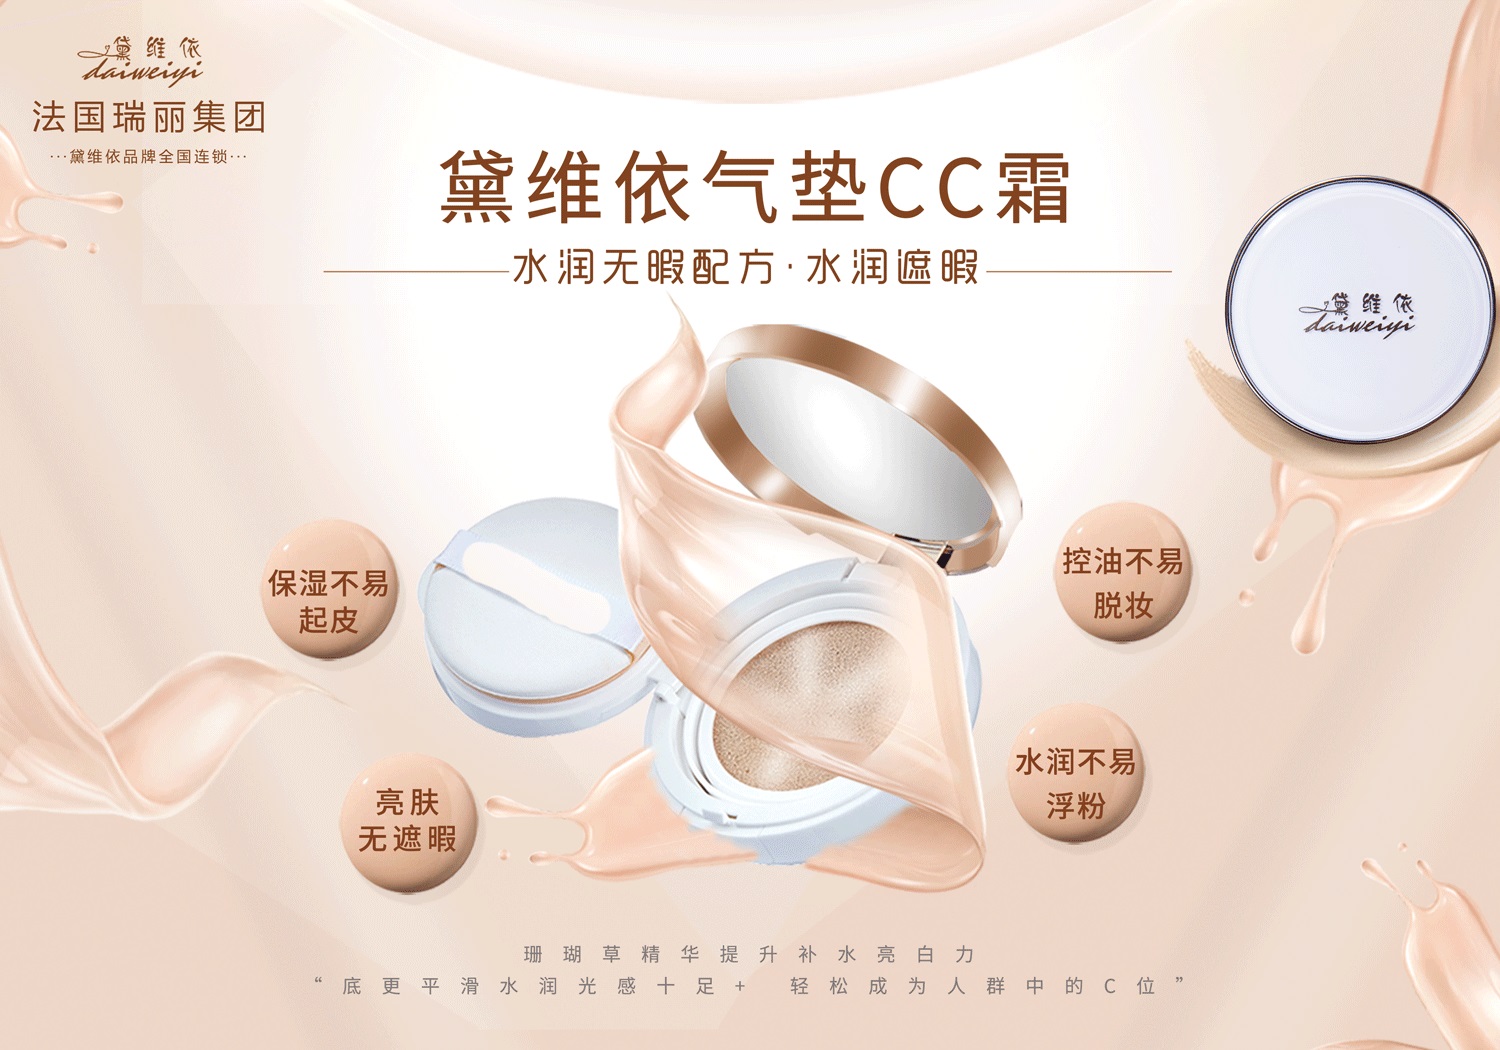 黛维依
daiweiyi
法国瑞丽集团
···黛维依品牌全国连锁···
黛维依气垫CC霜
水润无暇配方·水润遮暇
黛维依
daiweiyi
保湿不易
起皮
控油不易
脱妆
亮肤
无遮暇
水润不易
浮粉
珊瑚草精华提升补水亮白力
“底更平滑水润光感十足+ 轻松成为人群中的C位”